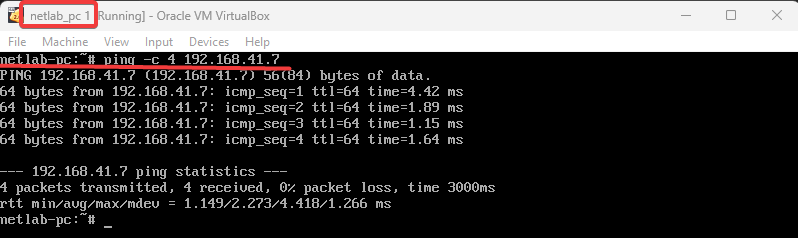 netlab_pc 1 [Running] - Oracle VM VirtualBox
File Machine View Input Devices Help
netlab-pc:~# ping -c 4 192.168.41.7
PING 192.168.41.7 (192.168.41.7) 56(84) bytes of data.
64 bytes from 192.168.41.7: icmp_seq=1 ttl=64 time=4.42 ms
64 bytes from 192.168.41.7: icmp_seq=2 ttl=64 time=1.89 ms
64 bytes from 192.168.41.7: icmp_seq=3 ttl=64 time=1.15 ms
64 bytes from 192.168.41.7: icmp_seq=4 ttl=64 time=1.64 ms
--- 192.168.41.7 ping statistics ---
4 packets transmitted, 4 received, 0% packet loss, time 3000ms
rtt min/avg/max/mdev = 1.149/2.273/4.418/1.266 ms
netlab-pc:~# _